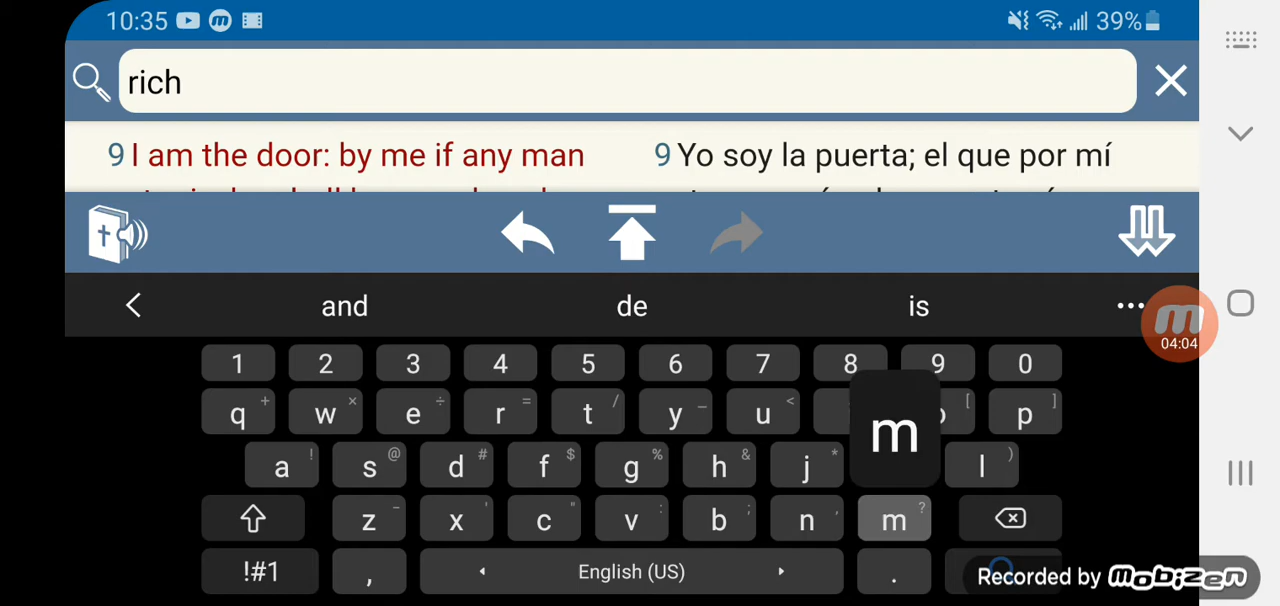 10:35 39%
rich
9 I am the door: by me if any man
9 Yo soy la puerta; el que por mí
and de is
04:04
1 2 3 4 5 6 7 8 9 0
q + w × e ÷ r = t / y _ u < [ p ]
a ! s @ d # f $ g % h & j * l )
m
z - x ' c " v : b ; n , m ?
!#1 , English (US) .
Recorded by mobizen